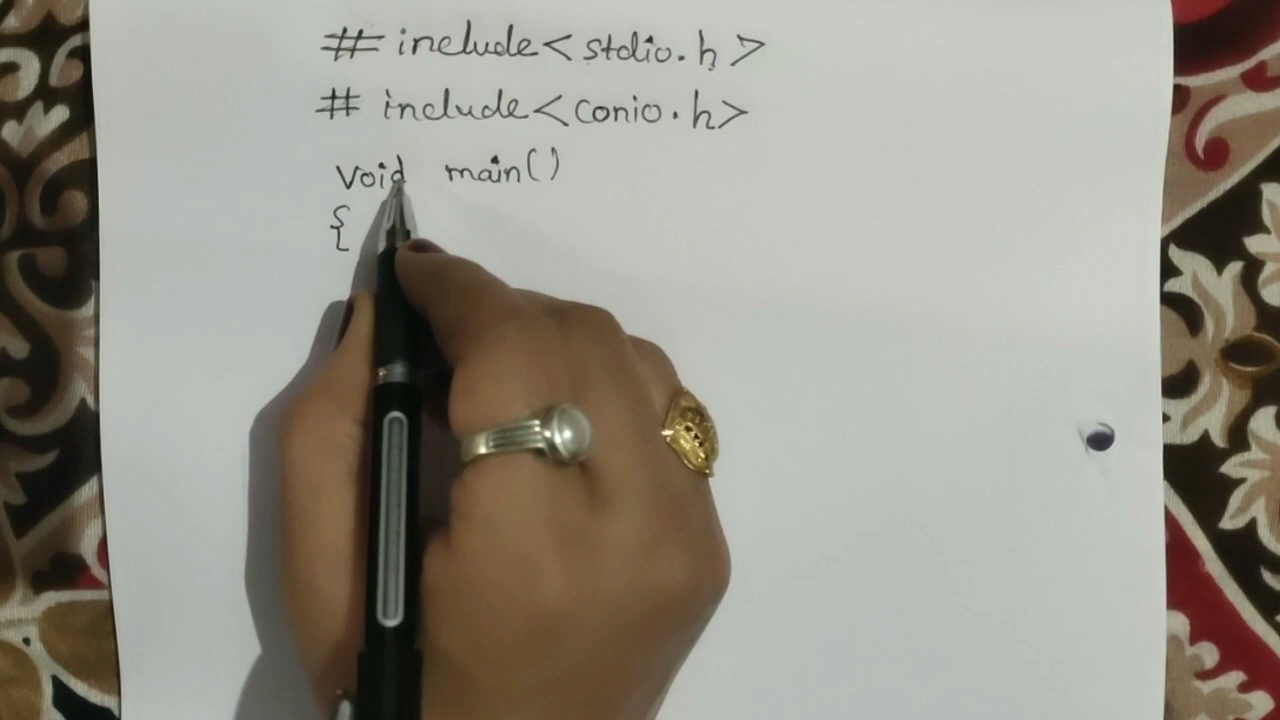 # include<stdio.h>
# include<conio.h>
void main()
{